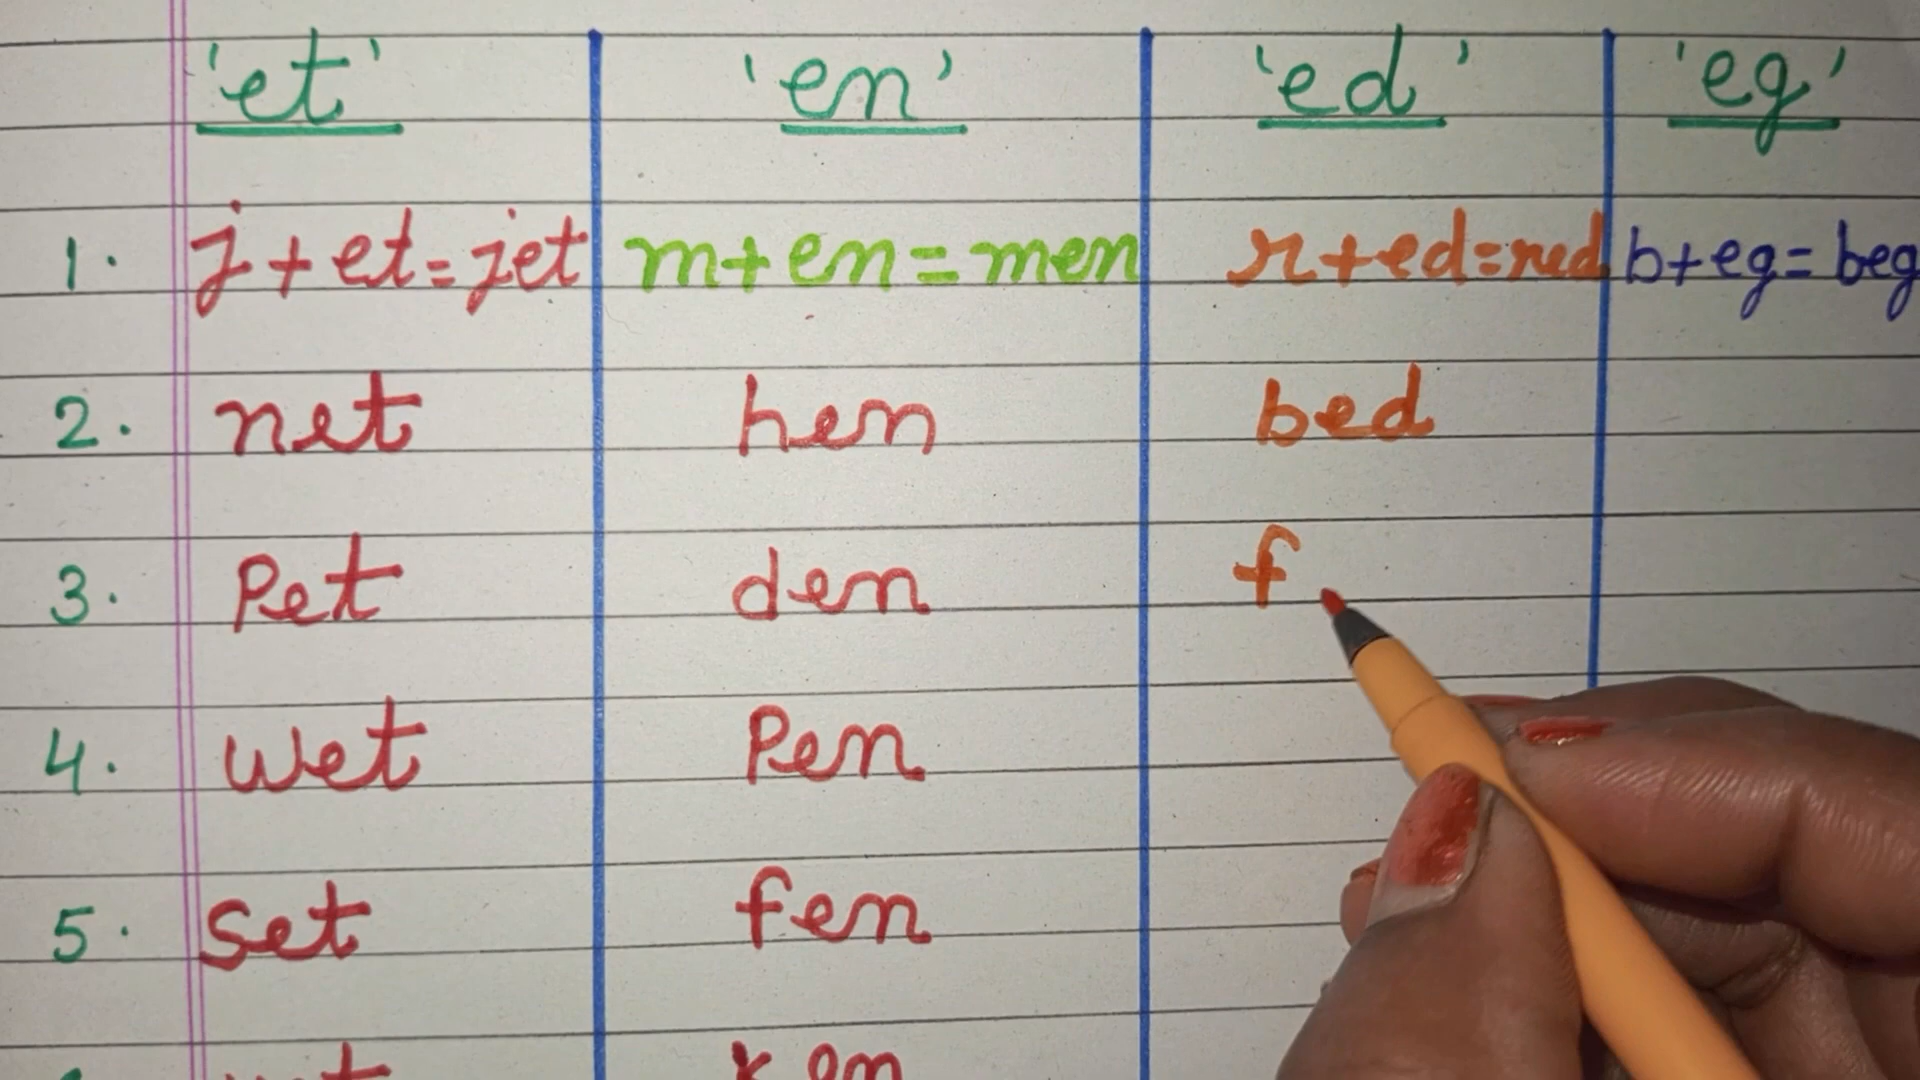 'et' 'en' 'ed' 'eg'
1. j+et=jet m+en=men r+ed=red b+eg=beg
2. net hen bed
3. Pet den f
4. wet Pen
5. set fen